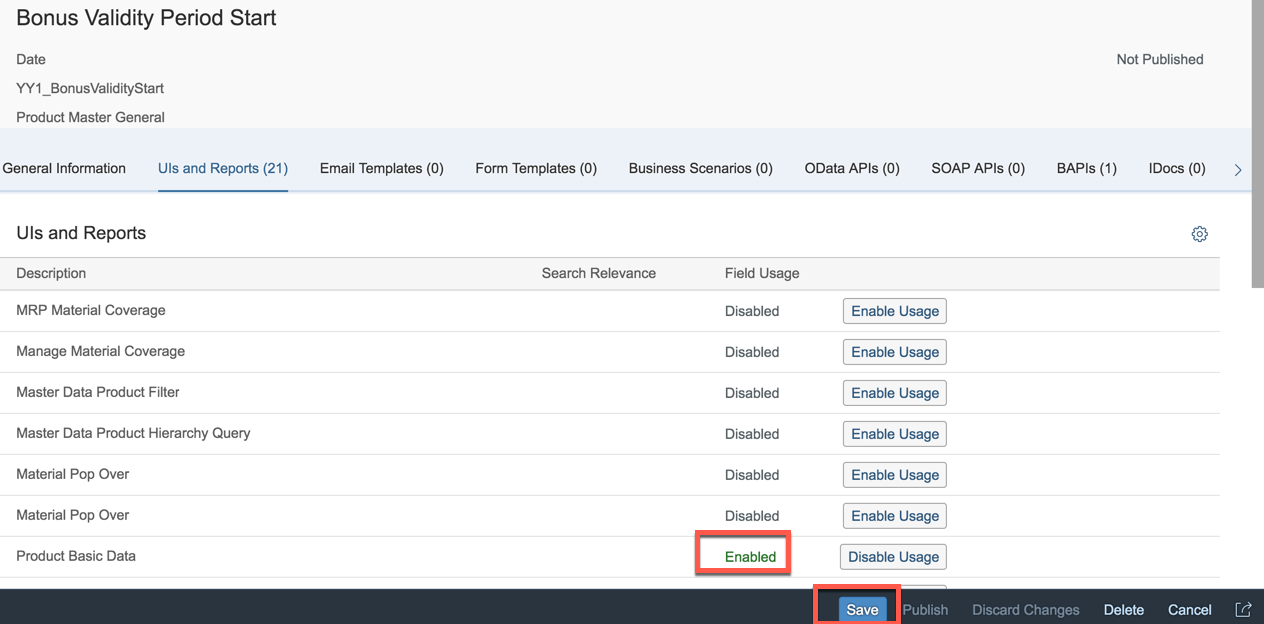 Bonus Validity Period Start
Date
Not Published
YY1_BonusValidityStart
Product Master General
General Information UIs and Reports (21) Email Templates (0) Form Templates (0) Business Scenarios (0) OData APIs (0) SOAP APIs (0) BAPIs (1) IDocs (0)
UIs and Reports
Description Search Relevance Field Usage
MRP Material Coverage Disabled Enable Usage
Manage Material Coverage Disabled Enable Usage
Master Data Product Filter Disabled Enable Usage
Master Data Product Hierarchy Query Disabled Enable Usage
Material Pop Over Disabled Enable Usage
Material Pop Over Disabled Enable Usage
Product Basic Data Enabled Disable Usage
Save Publish Discard Changes Delete Cancel